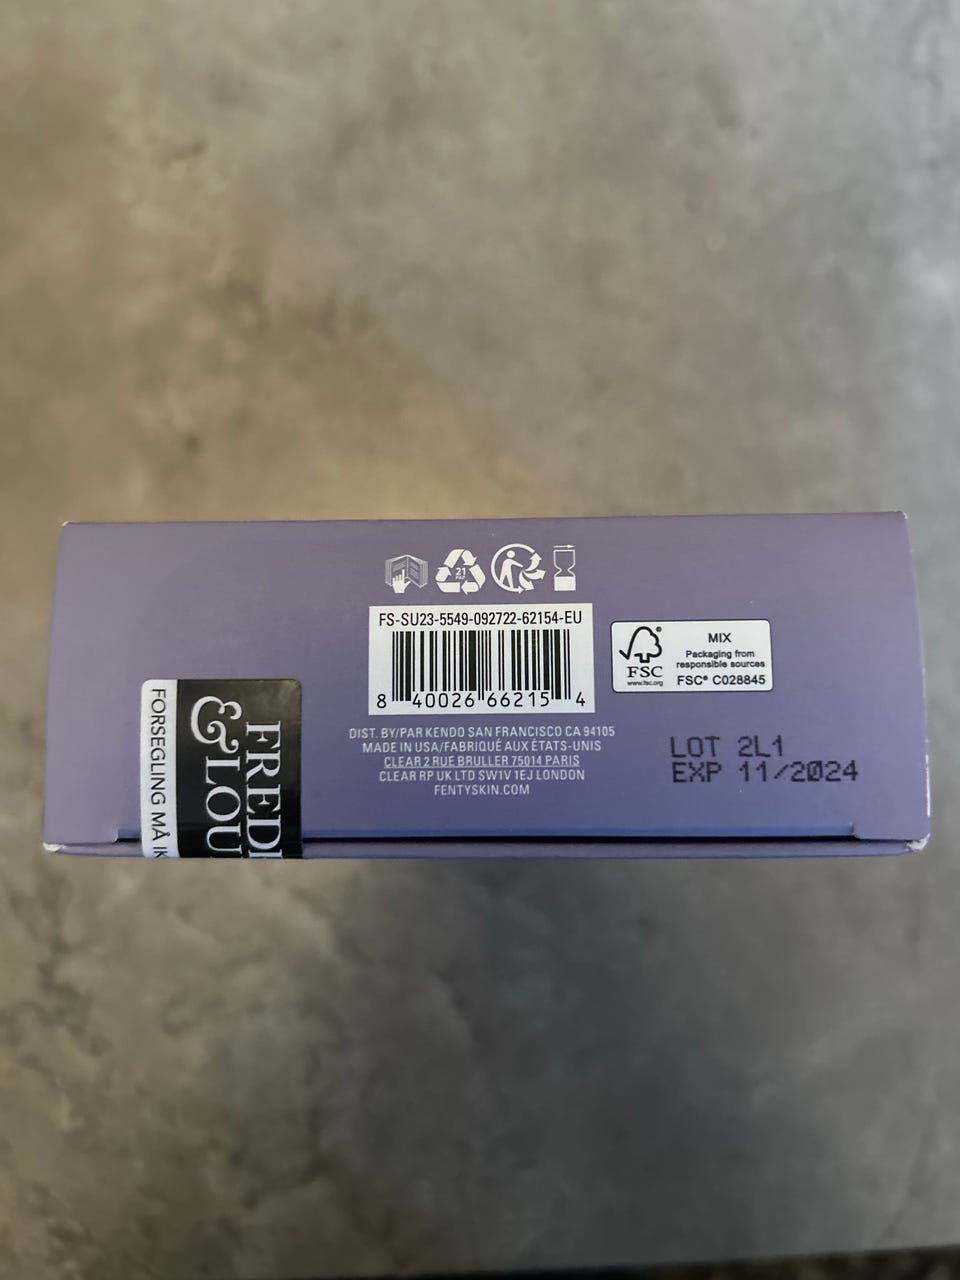 21
PAP
FS-SU23-5549-092722-62154-EU
8 40026 66215 4
FSC
www.fsc.org
MIX
Packaging from
responsible sources
FSC® C028845
DIST. BY/PAR KENDO SAN FRANCISCO CA 94105
MADE IN USA/FABRIQUÉ AUX ÉTATS-UNIS
CLEAR 2 RUE BRULLER 75014 PARIS
CLEAR RP UK LTD SW1V 1EJ LONDON
FENTYSKIN.COM
LOT 2L1
EXP 11/2024
FORSEGLING MÅ
&LOU